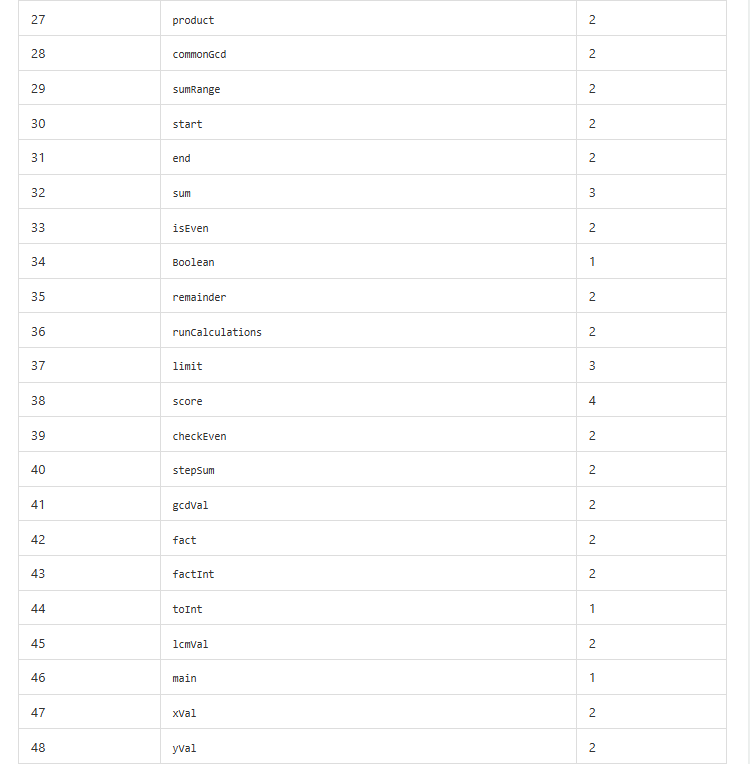 27 product 2
28 commonGcd 2
29 sumRange 2
30 start 2
31 end 2
32 sum 3
33 isEven 2
34 Boolean 1
35 remainder 2
36 runCalculations 2
37 limit 3
38 score 4
39 checkEven 2
40 stepSum 2
41 gcdVal 2
42 fact 2
43 factInt 2
44 toInt 1
45 lcmVal 2
46 main 1
47 xVal 2
48 yVal 2